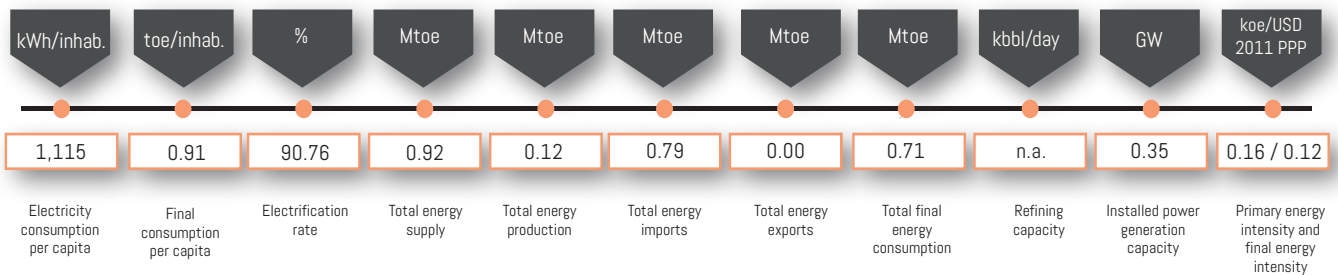 kWh/inhab.
toe/inhab.
%
Mtoe
Mtoe
Mtoe
Mtoe
Mtoe
kbbl/day
GW
koe/USD
2011 PPP
1,115
0.91
90.76
0.92
0.12
0.79
0.00
0.71
n.a.
0.35
0.16 / 0.12
Electricity
consumption
per capita
Final
consumption
per capita
Electrification
rate
Total energy
supply
Total energy
production
Total energy
imports
Total energy
exports
Total final
energy
consumption
Refining
capacity
Installed power
generation
capacity
Primary energy
intensity and
final energy
intensity